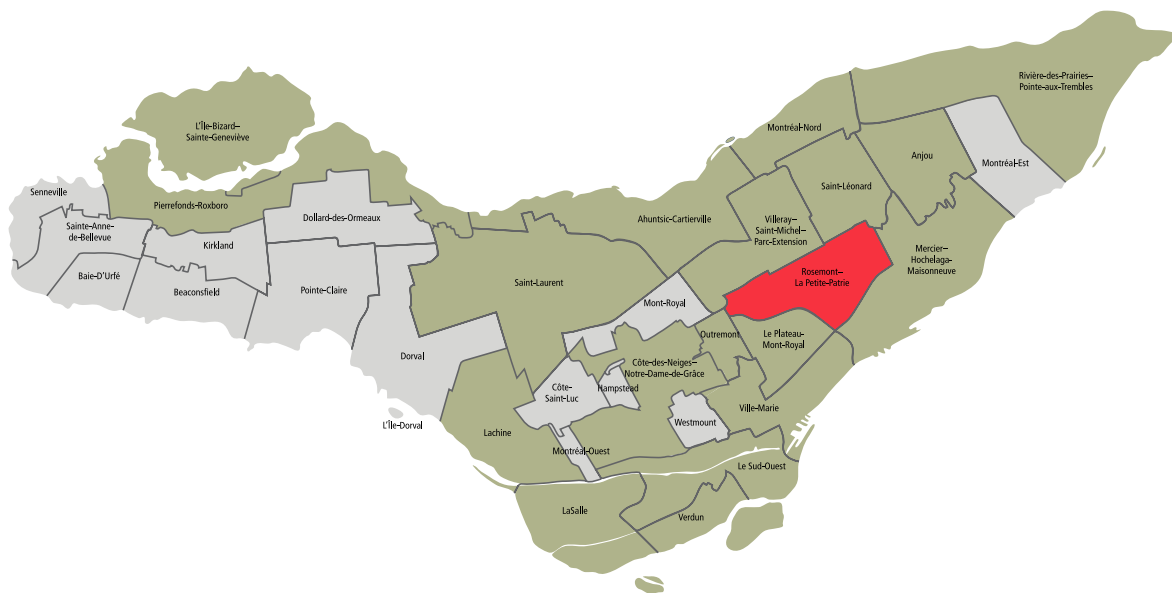 Rivière-des-Prairies–
Pointe-aux-Trembles
L'Île-Bizard–
Sainte-Geneviève
Montréal-Nord
Anjou
Montréal-Est
Saint-Léonard
Senneville
Pierrefonds-Roxboro
Dollard-des-Ormeaux
Ahuntsic-Cartierville
Villeray-
Saint-Michel-
Parc-Extension
Sainte-Anne-
de-Bellevue
Kirkland
Mercier–
Hochelaga-
Maisonneuve
Baie-D'Urfé
Beaconsfield
Pointe-Claire
Saint-Laurent
Rosemont–
La Petite-Patrie
Mont-Royal
Dorval
Outremont
Le Plateau-
Mont-Royal
Côte-des-Neiges–
Notre-Dame-de-Grâce
Côte-
Saint-Luc
Hampstead
Ville-Marie
L'Île-Dorval
Lachine
Westmount
Montréal-Ouest
Le Sud-Ouest
LaSalle
Verdun